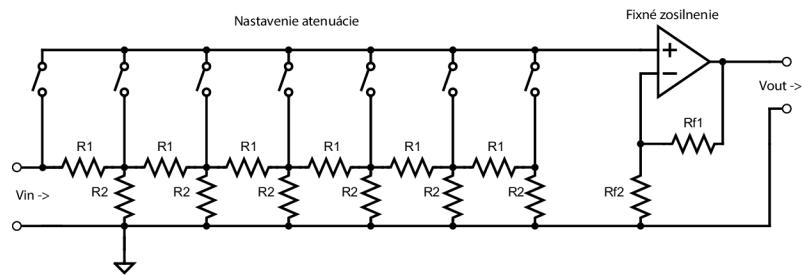 Fixné zosilnenie
Nastavenie atenuácie
Vout ->
Rf1
R1 R1 R1 R1 R1 R1
Vin ->
R2 R2 R2 R2 R2 R2
Rf2